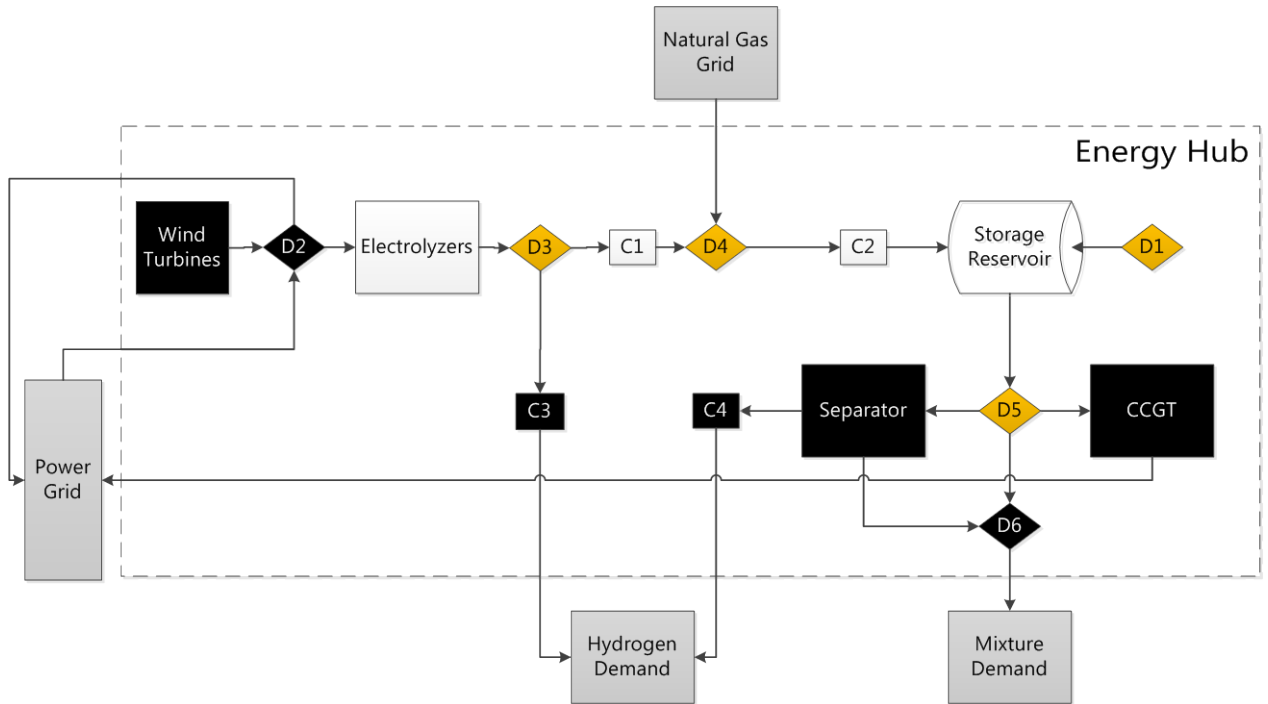 Natural Gas
Grid
Energy Hub
Wind
Turbines
D2
Electrolyzers
D3
C1
D4
C2
Storage
Reservoir
D1
C3
C4
Separator
D5
CCGT
Power
Grid
D6
Hydrogen
Demand
Mixture
Demand